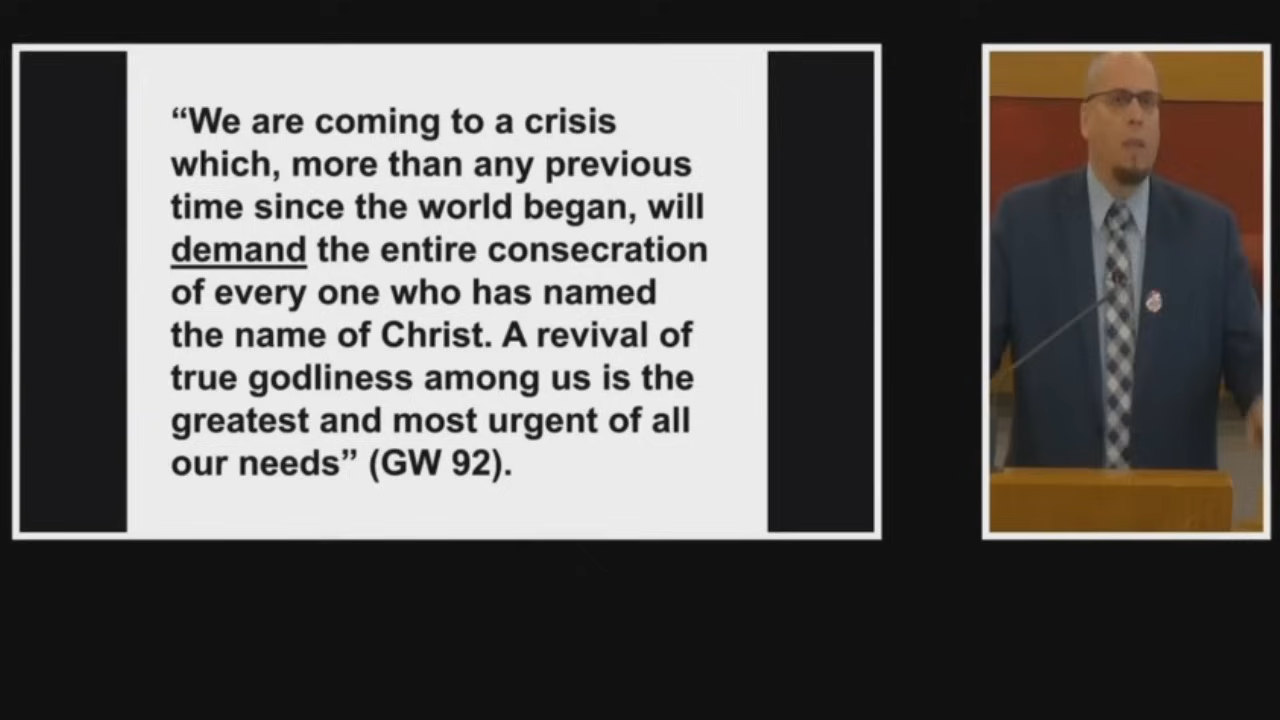 “We are coming to a crisis
which, more than any previous
time since the world began, will
demand the entire consecration
of every one who has named
the name of Christ. A revival of
true godliness among us is the
greatest and most urgent of all
our needs” (GW 92).